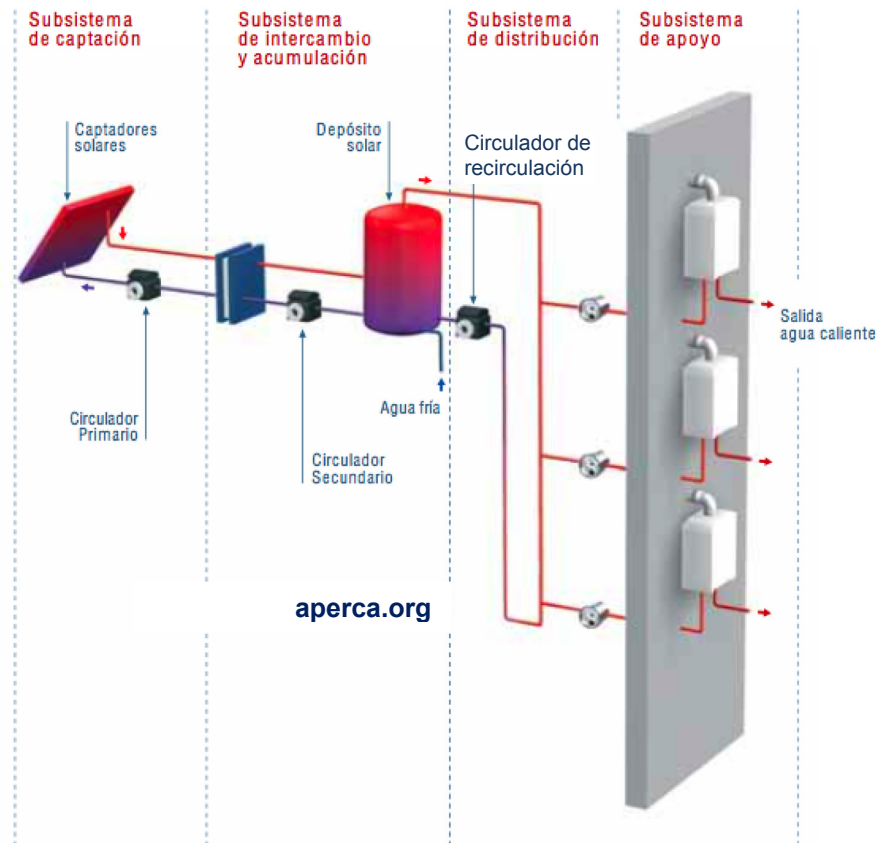 Subsistema
de captación
Subsistema
de intercambio
y acumulación
Subsistema
de distribución
Subsistema
de apoyo
Captadores
solares
Depósito
solar
Circulador de
recirculación
Salida
agua caliente
Agua fría
Circulador
Primario
Circulador
Secundario
aperca.org